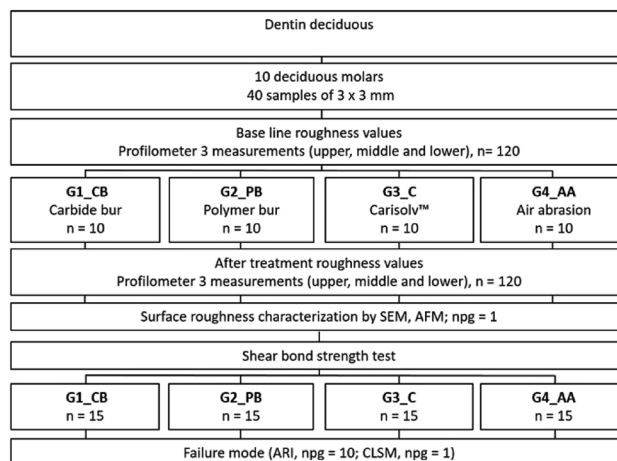 Dentin deciduous
10 deciduous molars
40 samples of 3 x 3 mm
Base line roughness values
Profilometer 3 measurements (upper, middle and lower), n= 120
G1_CB
Carbide bur
n = 10
G2_PB
Polymer bur
n = 10
G3_C
Carisolv™
n = 10
G4_AA
Air abrasion
n = 10
After treatment roughness values
Profilometer 3 measurements (upper, middle and lower), n = 120
Surface roughness characterization by SEM, AFM; npg = 1
Shear bond strength test
G1_CB
n = 15
G2_PB
n = 15
G3_C
n = 15
G4_AA
n = 15
Failure mode (ARI, npg = 10; CLSM, npg = 1)